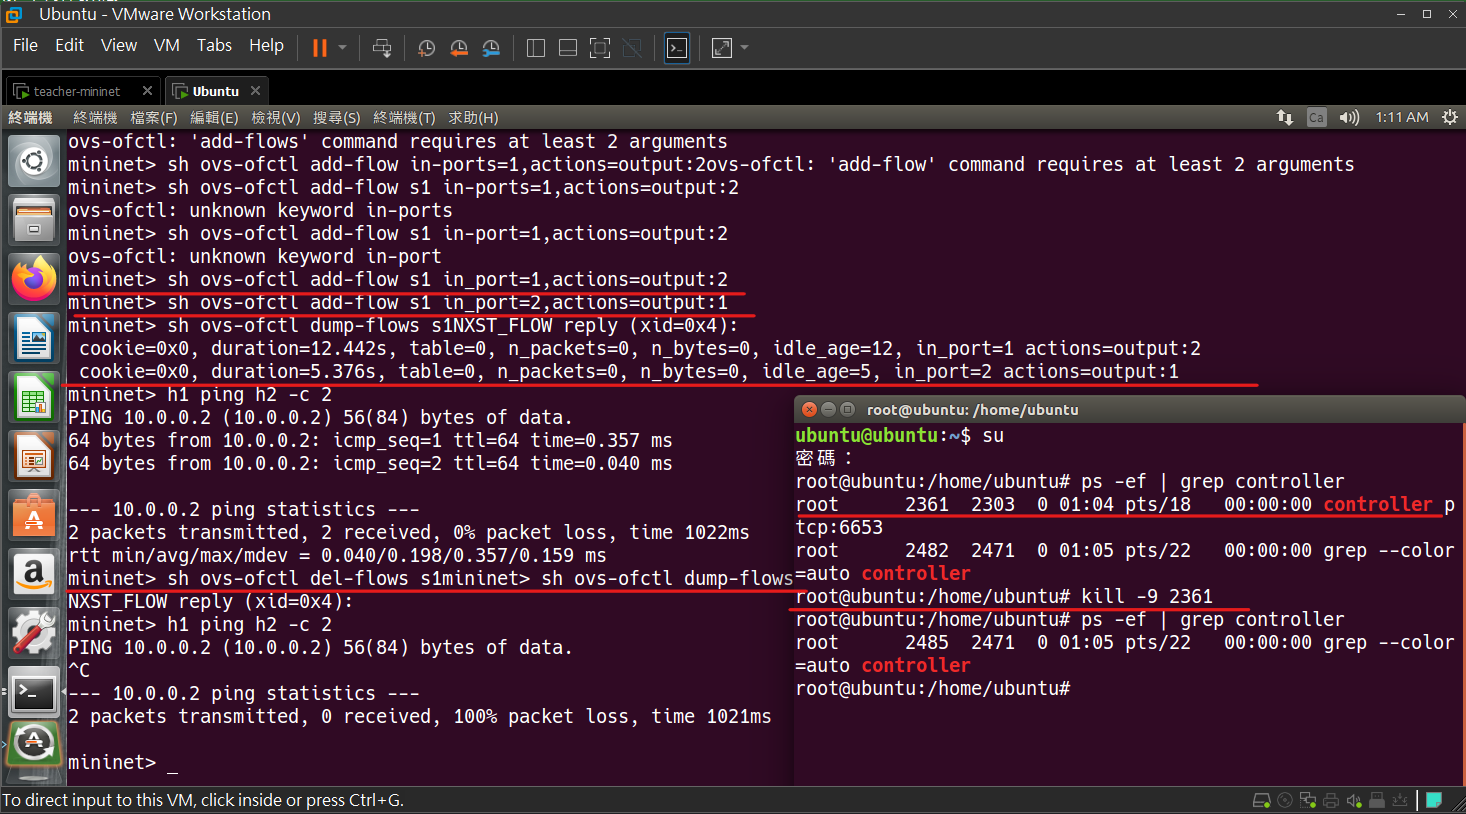 Ubuntu - VMware Workstation
File Edit View VM Tabs Help
teacher-mininet
Ubuntu
終端機 終端機 檔案(F) 編輯(E) 檢視(V) 搜尋(S) 終端機(T) 求助(H) Ca 1:11 AM
ovs-ofctl: 'add-flows' command requires at least 2 arguments
mininet> sh ovs-ofctl add-flow in-ports=1,actions=output:2ovs-ofctl: 'add-flow' command requires at least 2 arguments
mininet> sh ovs-ofctl add-flow s1 in-ports=1,actions=output:2
ovs-ofctl: unknown keyword in-ports
mininet> sh ovs-ofctl add-flow s1 in-port=1,actions=output:2
ovs-ofctl: unknown keyword in-port
mininet> sh ovs-ofctl add-flow s1 in_port=1,actions=output:2
mininet> sh ovs-ofctl add-flow s1 in_port=2,actions=output:1
mininet> sh ovs-ofctl dump-flows s1NXST_FLOW reply (xid=0x4):
cookie=0x0, duration=12.442s, table=0, n_packets=0, n_bytes=0, idle_age=12, in_port=1 actions=output:2
cookie=0x0, duration=5.376s, table=0, n_packets=0, n_bytes=0, idle_age=5, in_port=2 actions=output:1
mininet> h1 ping h2 -c 2
PING 10.0.0.2 (10.0.0.2) 56(84) bytes of data.
64 bytes from 10.0.0.2: icmp_seq=1 ttl=64 time=0.357 ms
64 bytes from 10.0.0.2: icmp_seq=2 ttl=64 time=0.040 ms
--- 10.0.0.2 ping statistics ---
2 packets transmitted, 2 received, 0% packet loss, time 1022ms
rtt min/avg/max/mdev = 0.040/0.198/0.357/0.159 ms
mininet> sh ovs-ofctl del-flows s1mininet> sh ovs-ofctl dump-flows
NXST_FLOW reply (xid=0x4):
mininet> h1 ping h2 -c 2
PING 10.0.0.2 (10.0.0.2) 56(84) bytes of data.
^C
--- 10.0.0.2 ping statistics ---
2 packets transmitted, 0 received, 100% packet loss, time 1021ms
mininet> _
root@ubuntu: /home/ubuntu
ubuntu@ubuntu:~$ su
密碼：
root@ubuntu:/home/ubuntu# ps -ef | grep controller
root 2361 2303 0 01:04 pts/18 00:00:00 controller p
tcp:6653
root 2482 2471 0 01:05 pts/22 00:00:00 grep --color
=auto controller
root@ubuntu:/home/ubuntu# kill -9 2361
root@ubuntu:/home/ubuntu# ps -ef | grep controller
root 2485 2471 0 01:05 pts/22 00:00:00 grep --color
=auto controller
root@ubuntu:/home/ubuntu#
To direct input to this VM, click inside or press Ctrl+G.